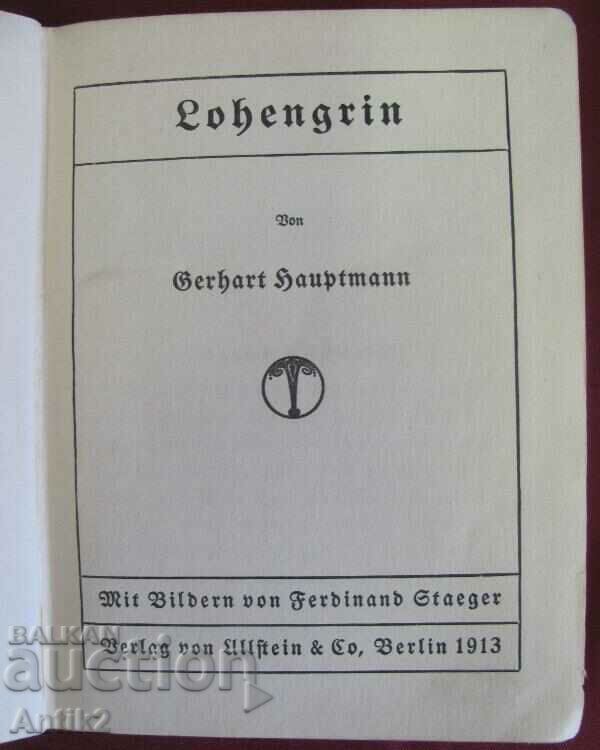 Lohengrin
Von
Gerhart Hauptmann
Mit Bildern von Ferdinand Staeger
Verlag von Ullstein & Co, Berlin 1913
BALKAN
auction
Antik2